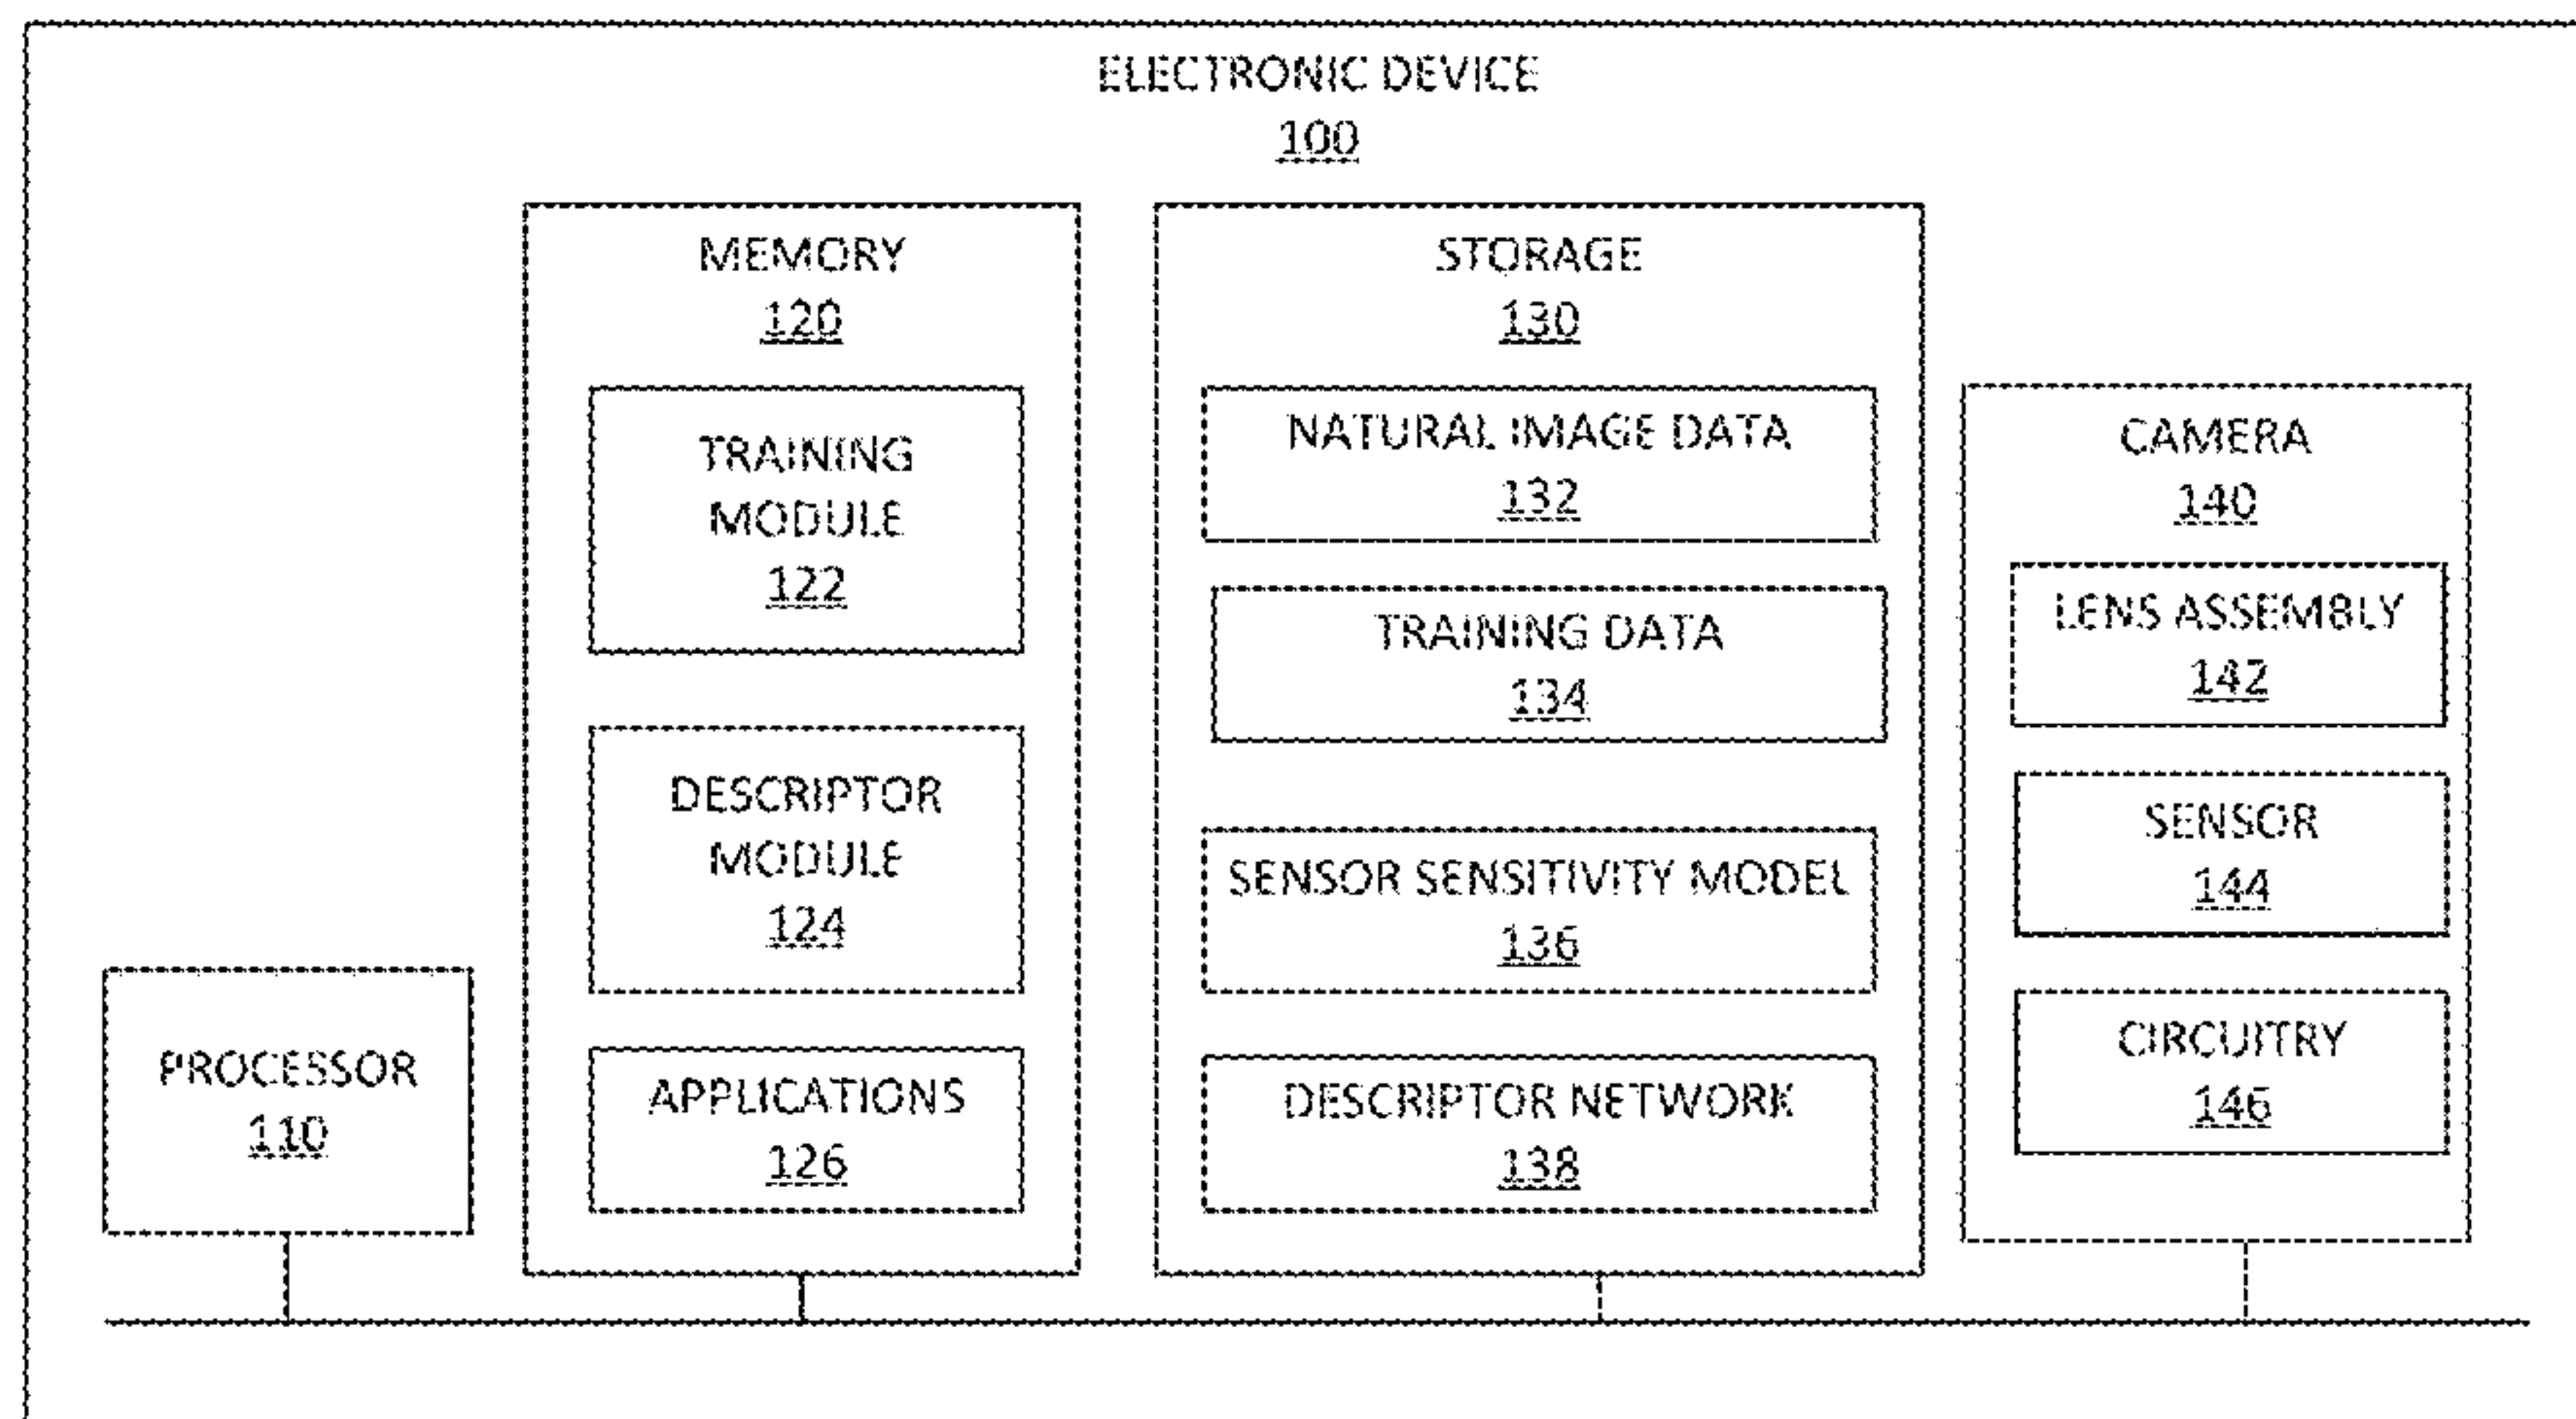 ELECTRONIC DEVICE
100
MEMORY
120
TRAINING
MODULE
122
DESCRIPTOR
MODULE
124
APPLICATIONS
126
STORAGE
130
NATURAL IMAGE DATA
132
TRAINING DATA
134
SENSOR SENSITIVITY MODEL
136
DESCRIPTOR NETWORK
138
CAMERA
140
LENS ASSEMBLY
142
SENSOR
144
CIRCUITRY
146
PROCESSOR
110